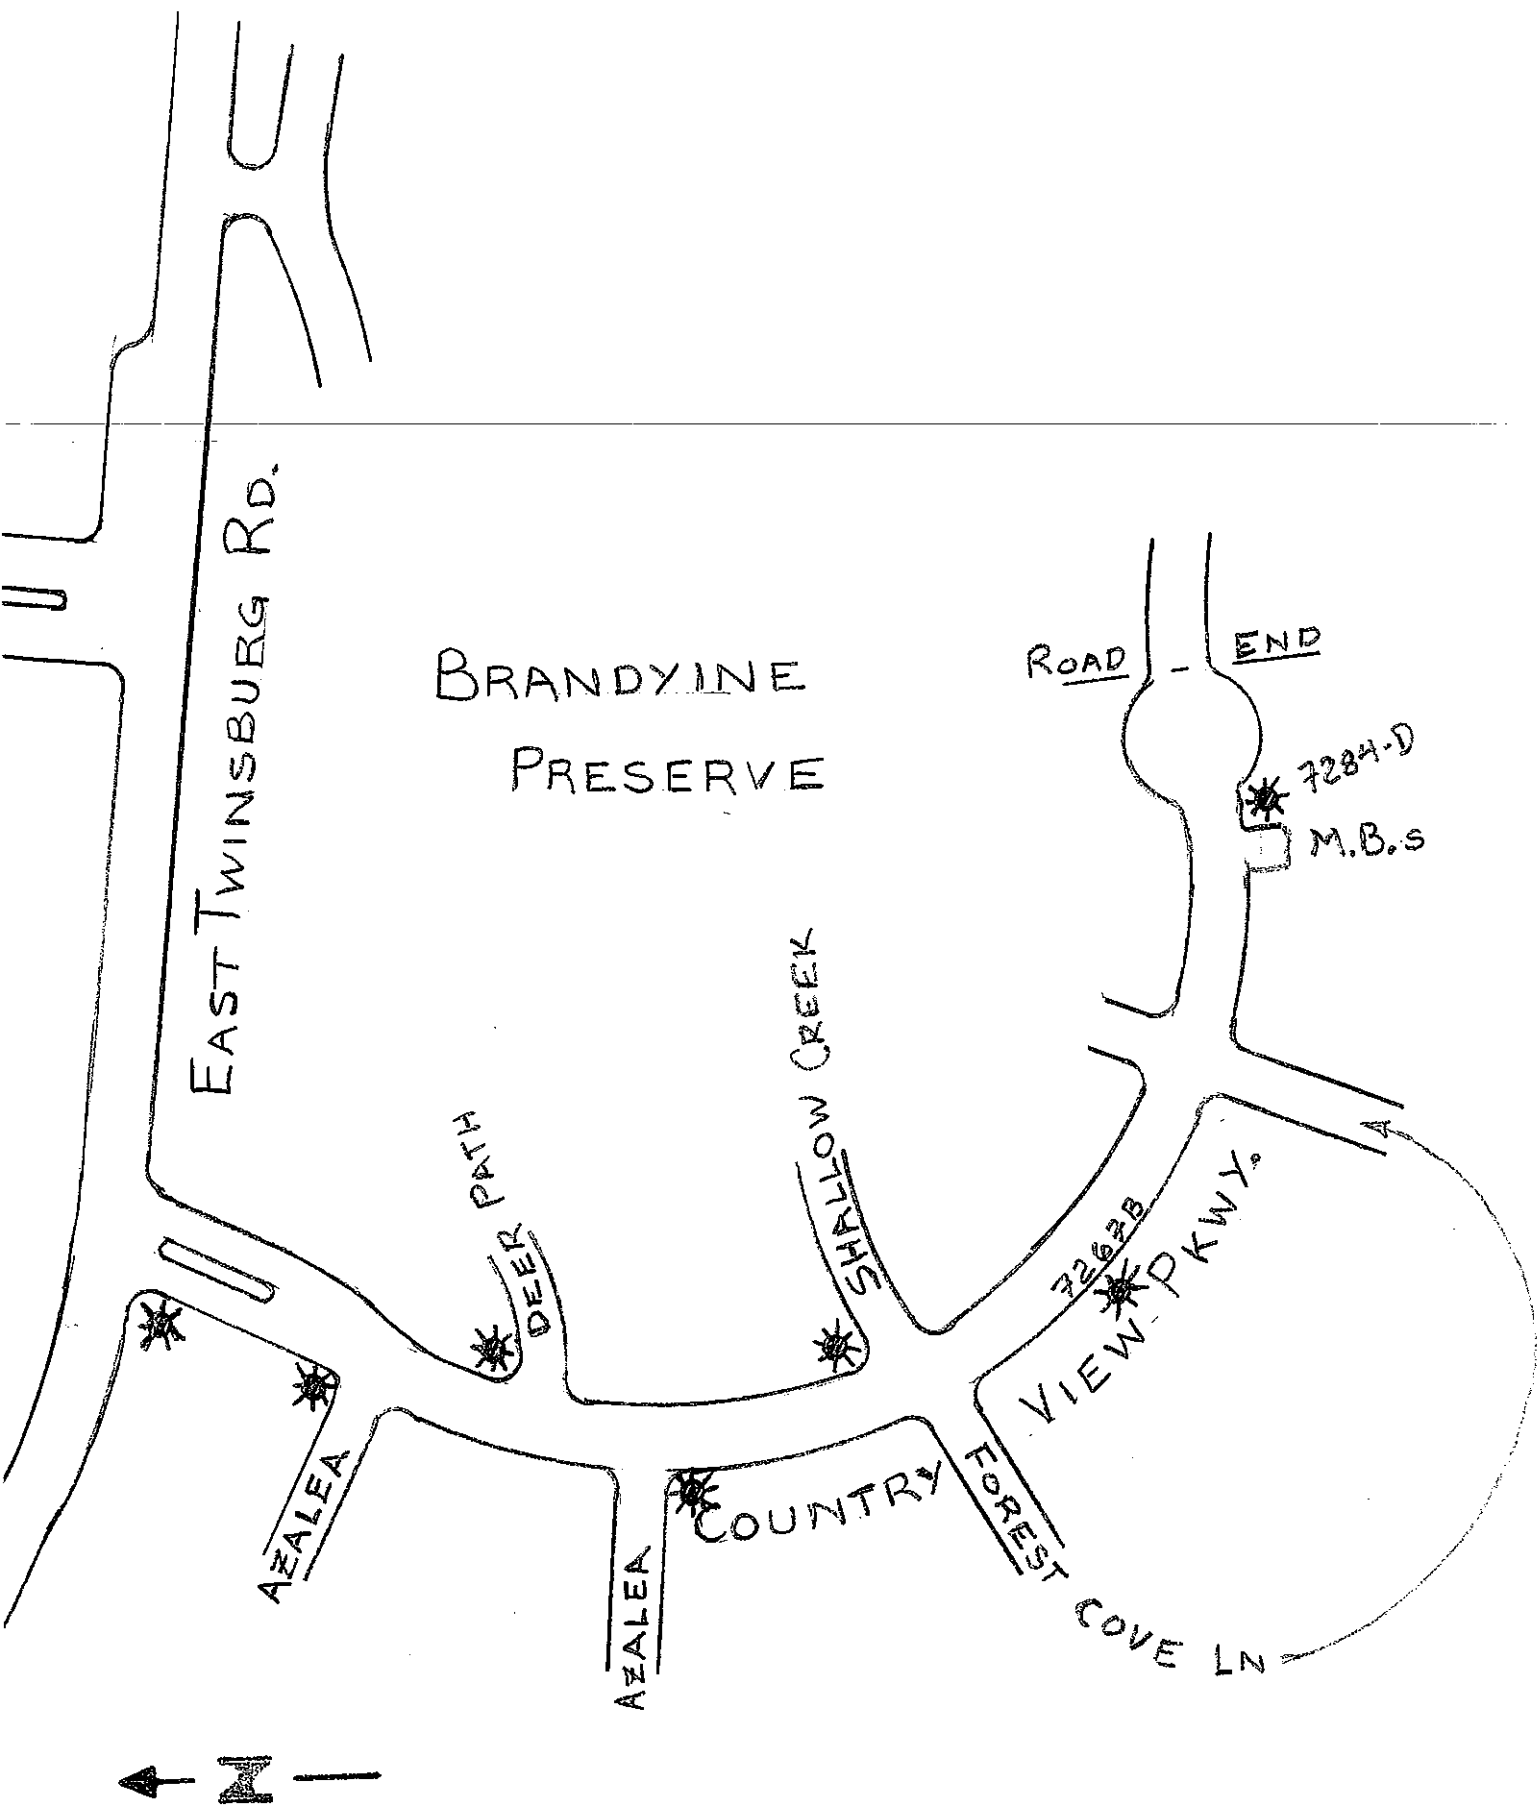 EAST TWINSBURG RD.
BRANDYINE
PRESERVE
ROAD - END
7284-D
M.B.s
DEER PATH
SHALLOW CREEK
7267B
COUNTRY VIEW PKWY.
AZALEA
AZALEA
FOREST COVE LN
N